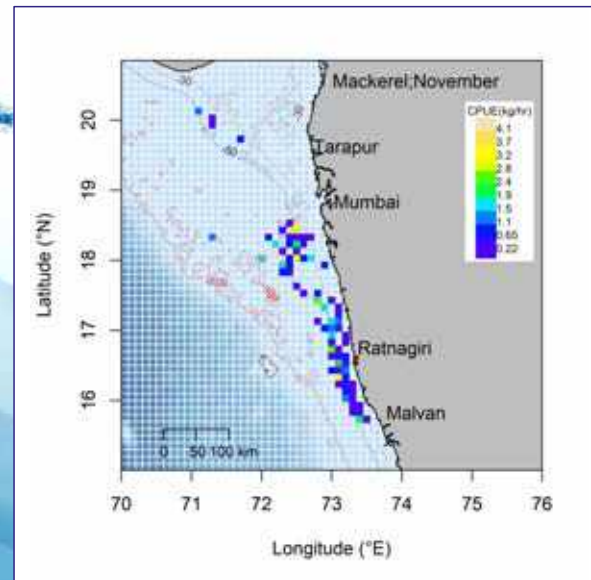 Mackerel;November
CPUE(kg/hr)
4.1
3.7
3.2
2.8
2.4
1.9
1.5
1.1
0.65
0.22
Tarapur
Mumbai
Ratnagiri
Malvan
20
19
18
17
16
Latitude (°N)
0 50 100 km
70 71 72 73 74 75 76
Longitude (°E)